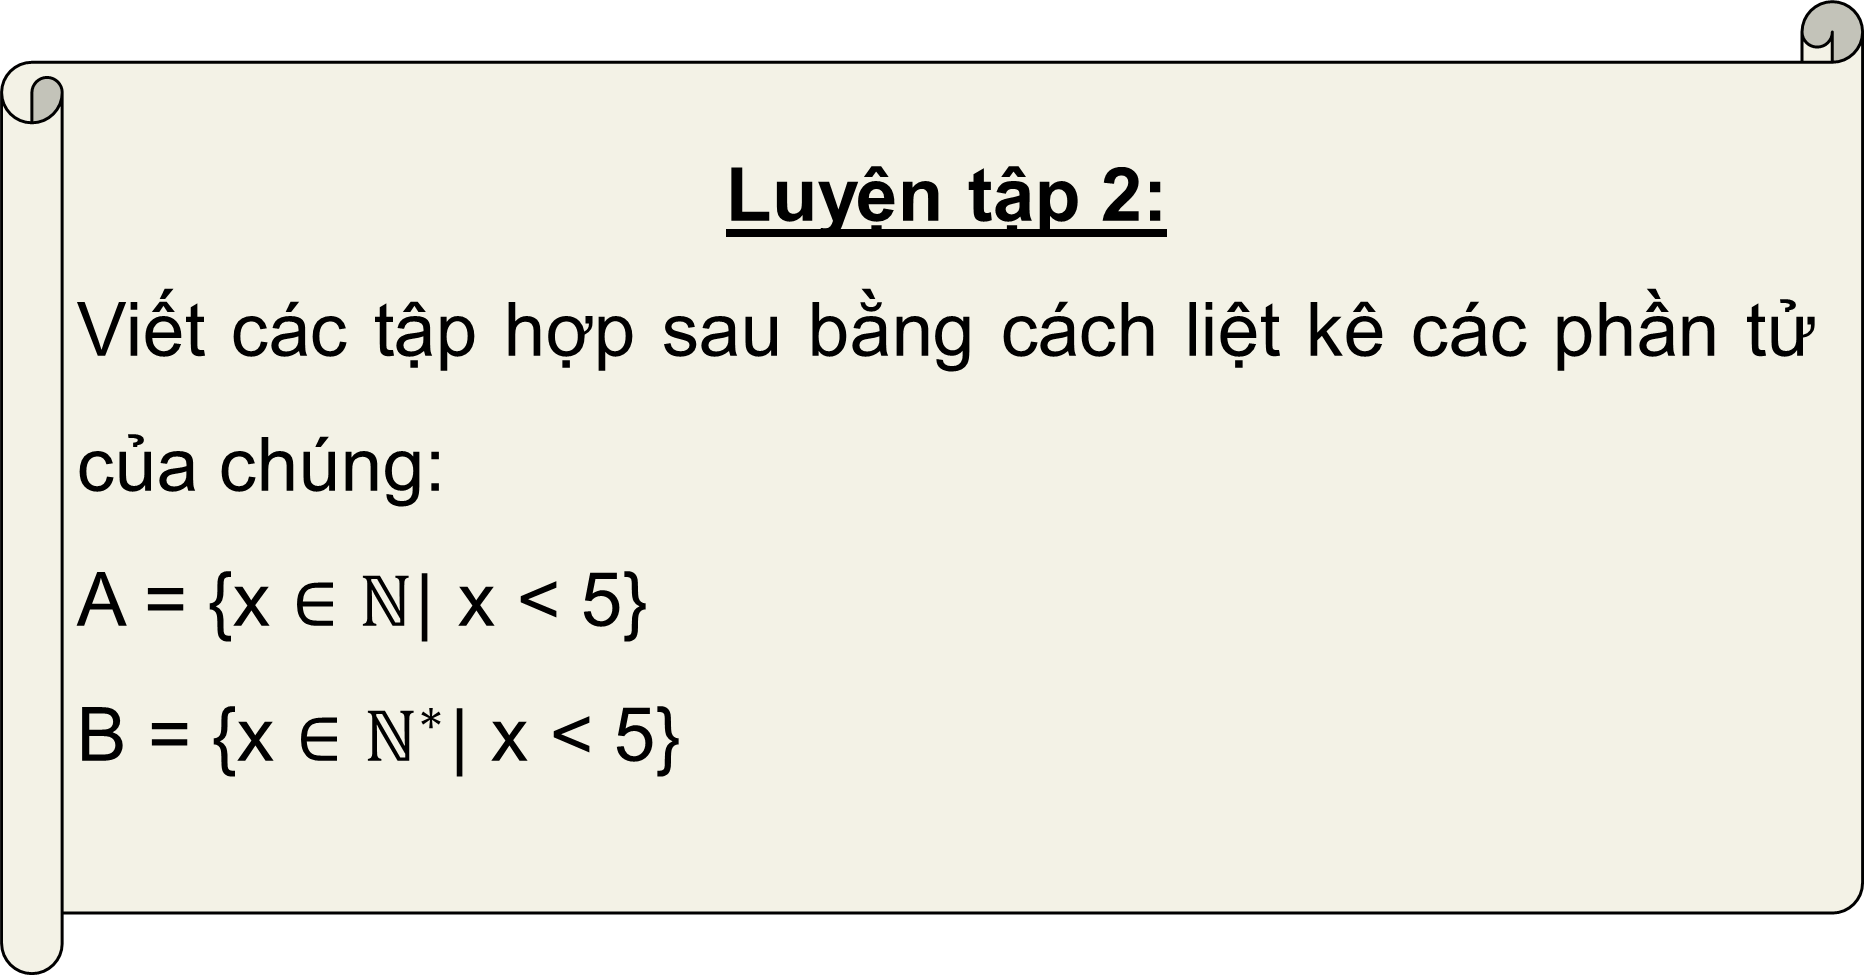 Luyện tập 2:
Viết các tập hợp sau bằng cách liệt kê các phần tử
của chúng:
A = {x ∈ ℕ| x < 5}
B = {x ∈ ℕ*| x < 5}